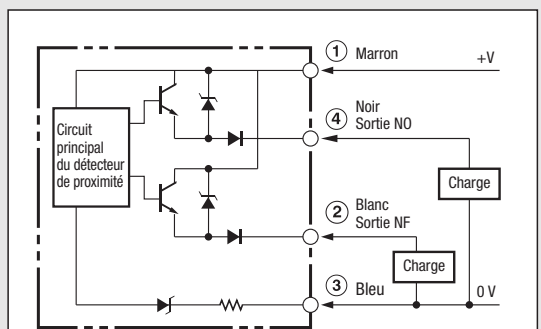 1 Marron
+V
4 Noir
Sortie NO
Circuit
principal
du détecteur
de proximité
Charge
2 Blanc
Sortie NF
Charge
3 Bleu
0 V